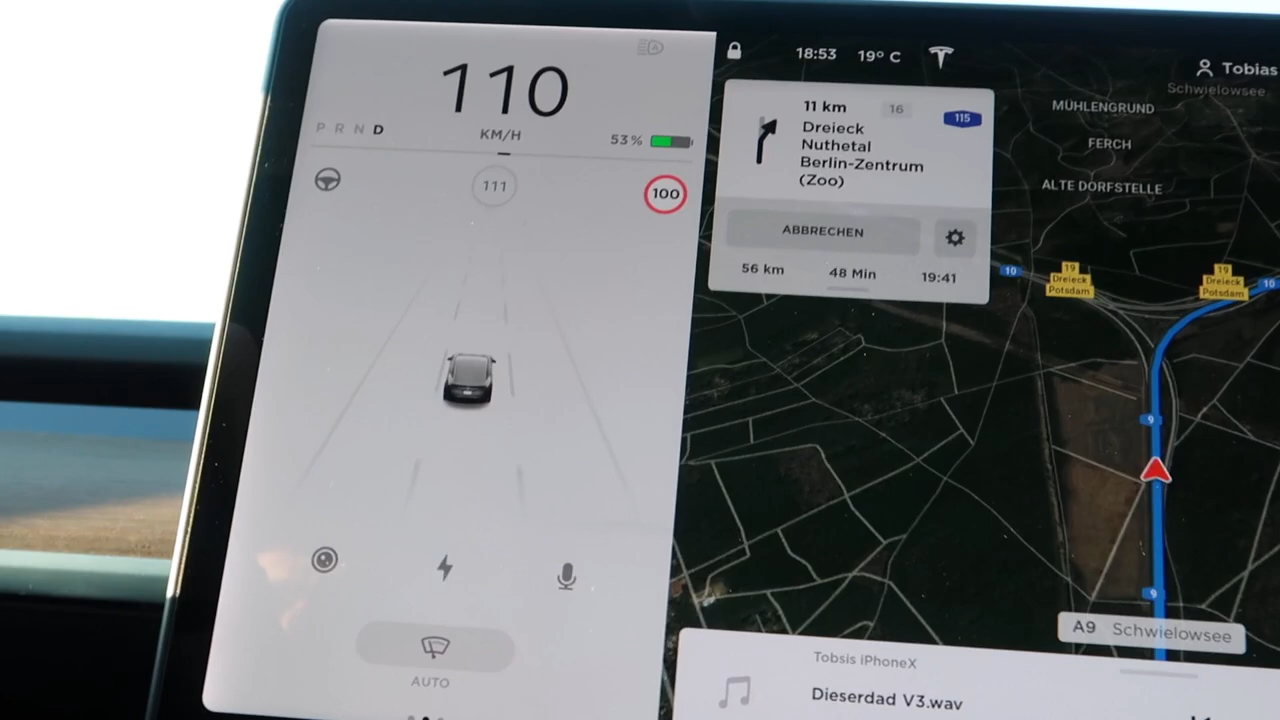 110
KM/H
P R N D
53%
111
100
AUTO
18:53
19° C
Tobias
Schwielowsee
11 km
16
115
Dreieck
Nuthetal
Berlin-Zentrum
(Zoo)
ABBRECHEN
56 km
48 Min
19:41
MÜHLENGRUND
FERCH
ALTE DORFSTELLE
10
19
Dreieck
Potsdam
19
Dreieck
Potsdam
10
9
9
A9 Schwielowsee
Tobsis iPhoneX
Dieserdad V3.wav